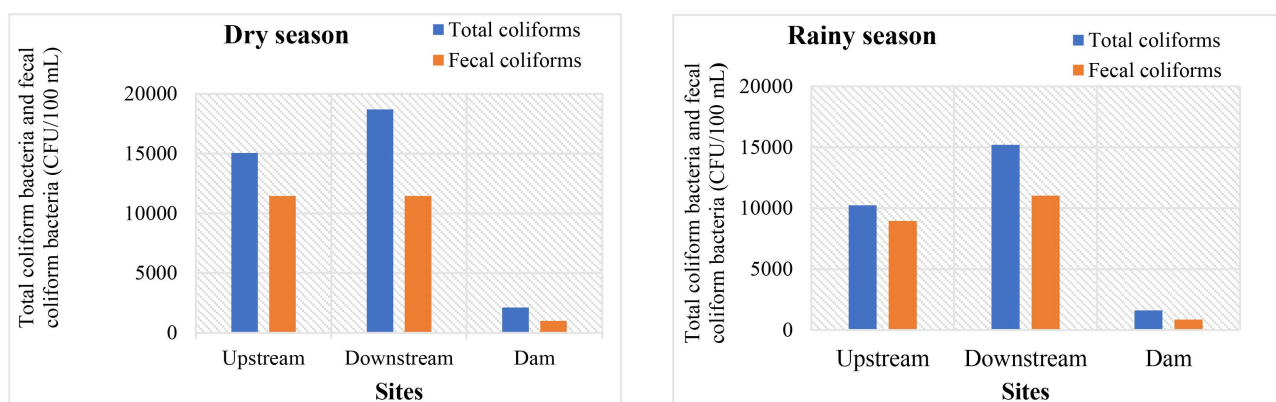 Dry season
Total coliforms
Fecal coliforms
Total coliform bacteria and fecal
coliform bacteria (CFU/100 mL)
20000
15000
10000
5000
0
Upstream Downstream Dam
Sites
Rainy season
Total coliforms
Fecal coliforms
Total coliform bacteria and fecal
coliform bacteria (CFU/100 mL)
20000
15000
10000
5000
0
Upstream Downstream Dam
Sites